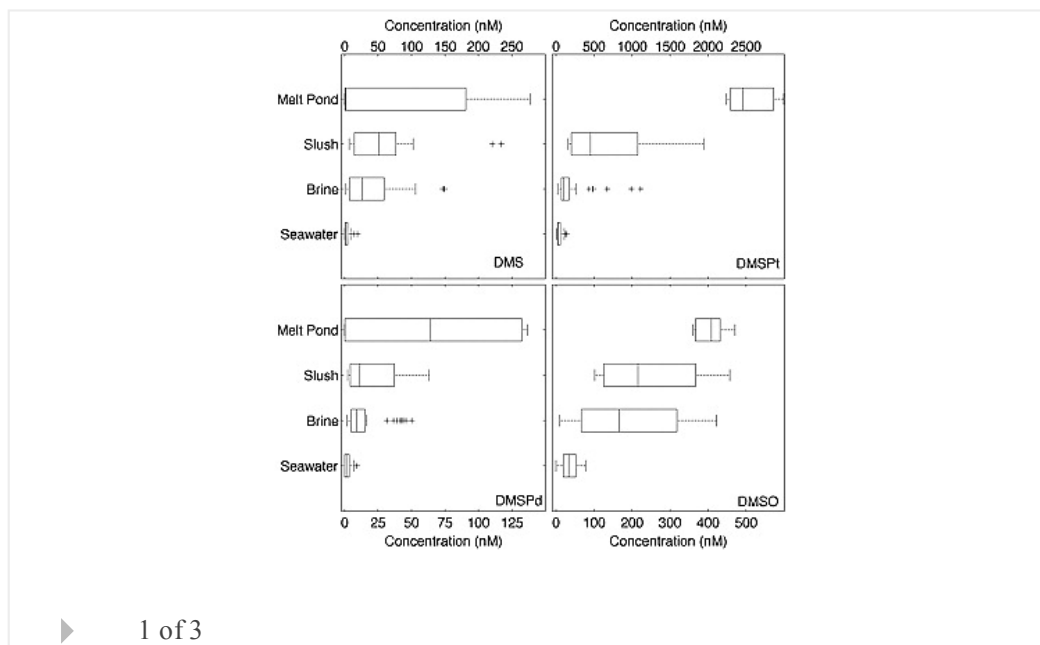 Concentration (nM)
0 50 100 150 200 250
Concentration (nM)
0 500 1000 1500 2000 2500
Melt Pond
Slush
Brine
Seawater
DMS
DMSPt
Melt Pond
Slush
Brine
Seawater
DMSPd
DMSO
0 25 50 75 100 125
Concentration (nM)
0 100 200 300 400 500
Concentration (nM)
1 of 3